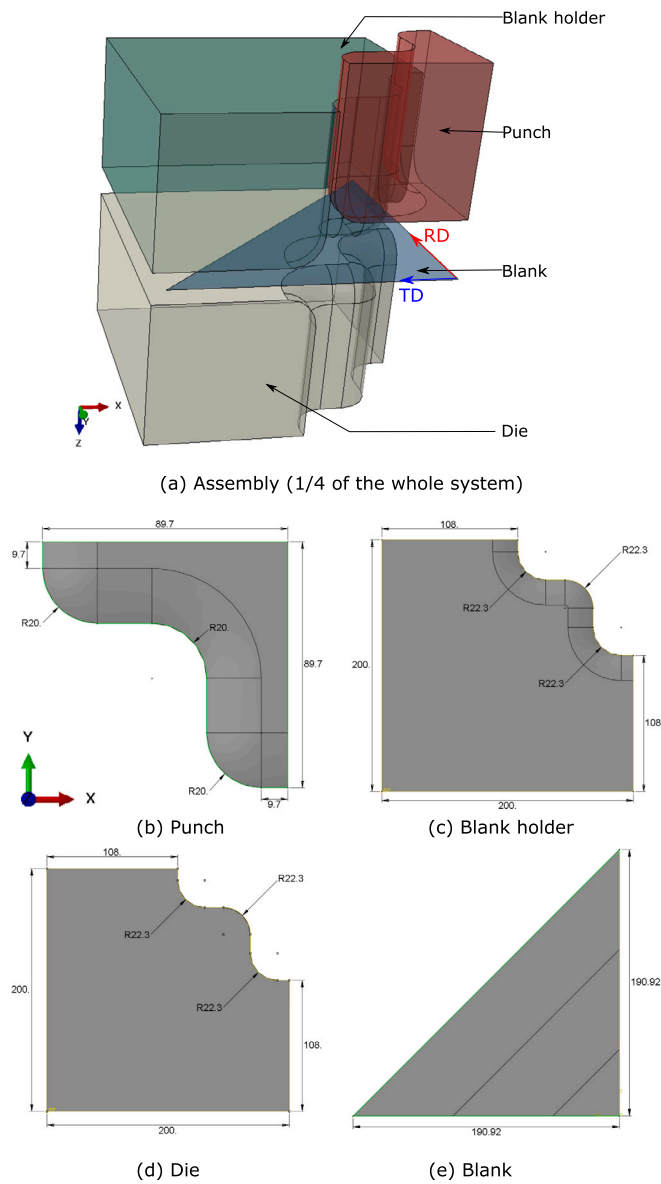 Blank holder
Punch
RD
Blank
TD
X
Y
Z
Die
(a) Assembly (1/4 of the whole system)
89.7
9.7
R20.
R20.
89.7
R20.
9.7
Y
X
(b) Punch
108.
R22.3
R22.3
200.
R22.3
108
200.
(c) Blank holder
108.
R22.3
R22.3
200.
R22.3
108.
200.
(d) Die
190.92
190.92
(e) Blank